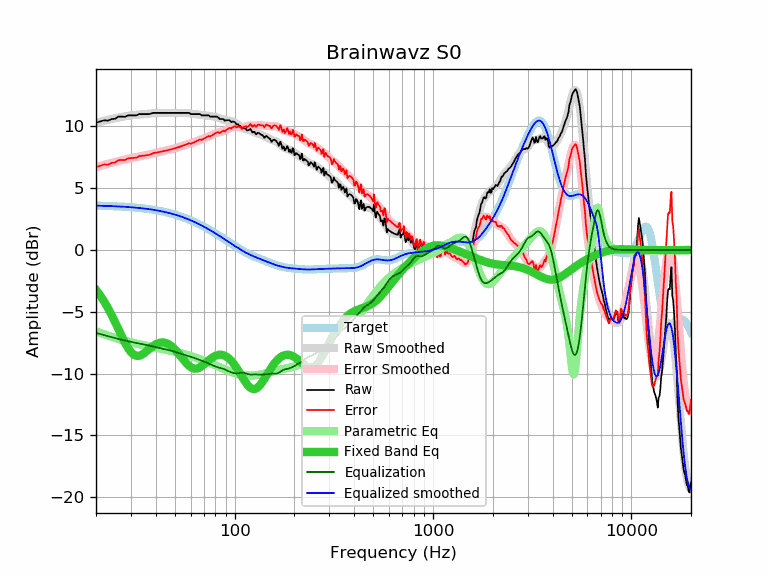 Brainwavz S0
Amplitude (dBr)
10
5
0
−5
−10
−15
−20
100
1000
10000
Frequency (Hz)
Target
Raw Smoothed
Error Smoothed
Raw
Error
Parametric Eq
Fixed Band Eq
Equalization
Equalized smoothed